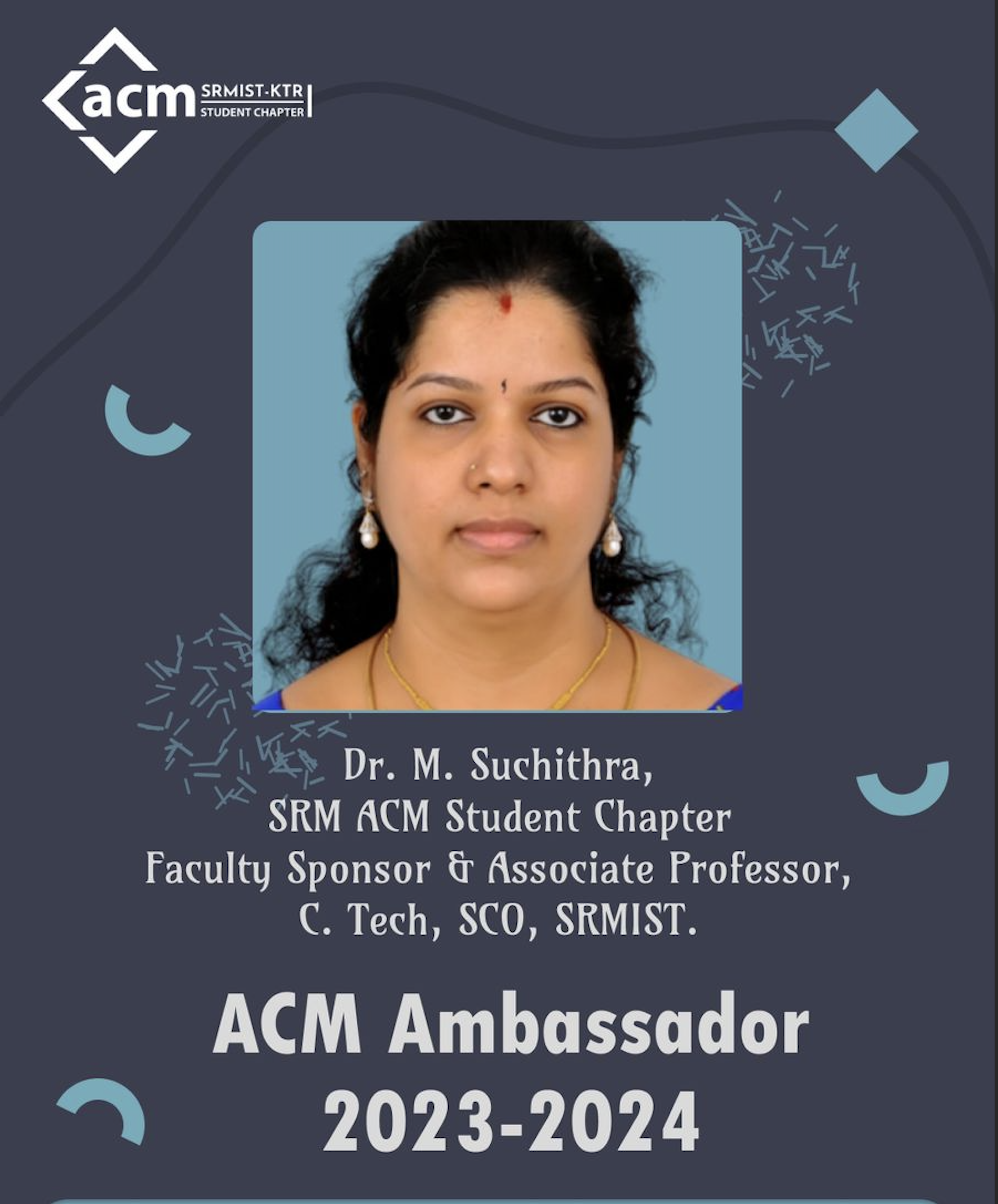 acm SRMIST-KTR
STUDENT CHAPTER
Dr. M. Suchithra,
SRM ACM Student Chapter
Faculty Sponsor & Associate Professor,
C. Tech, SCO, SRMIST.
ACM Ambassador
2023-2024